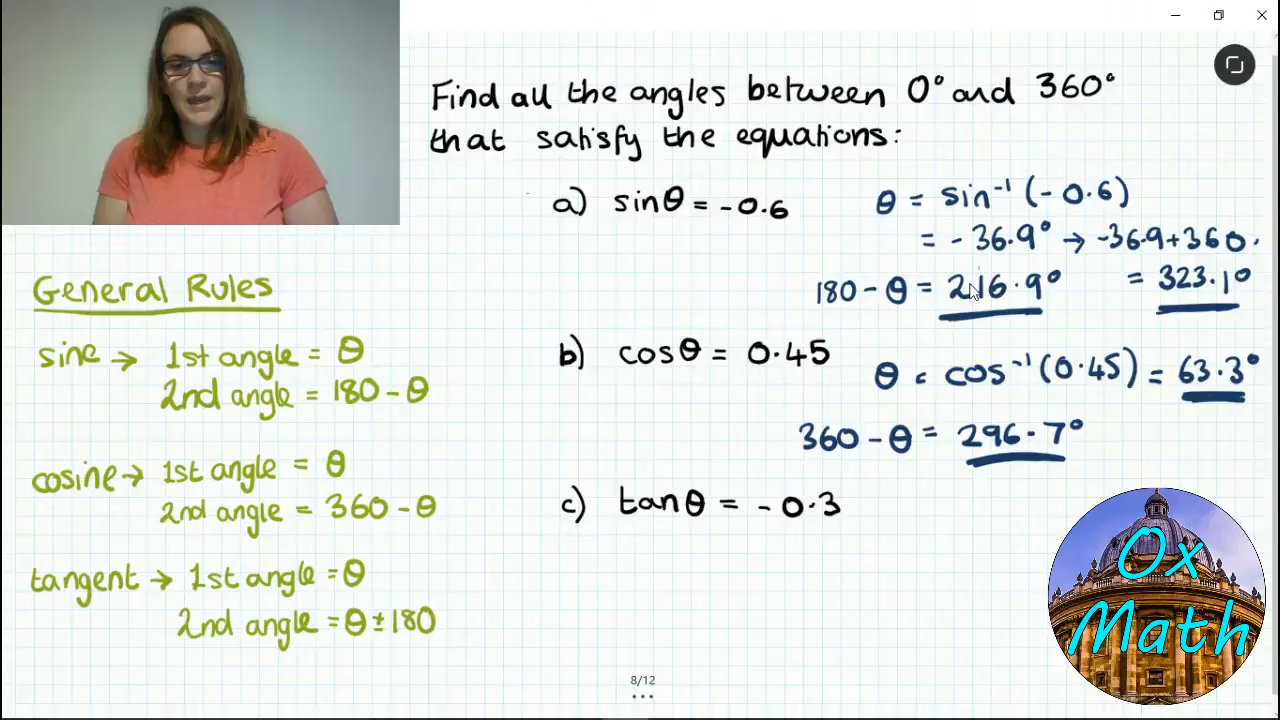 Find all the angles between 0° and 360°
that satisfy the equations:
a) sinθ = -0.6
θ = sin⁻¹(-0.6)
= -36.9° → -36.9+360.
180 - θ = 216.9°
= 323.1°
General Rules
sine → 1st angle = θ
2nd angle = 180 - θ
cosine → 1st angle = θ
2nd angle = 360 - θ
tangent → 1st angle = θ
2nd angle = θ ± 180
b) cosθ = 0.45
θ = cos⁻¹(0.45) = 63.3°
360 - θ = 296.7°
c) tanθ = -0.3
Ox
Math
8/12